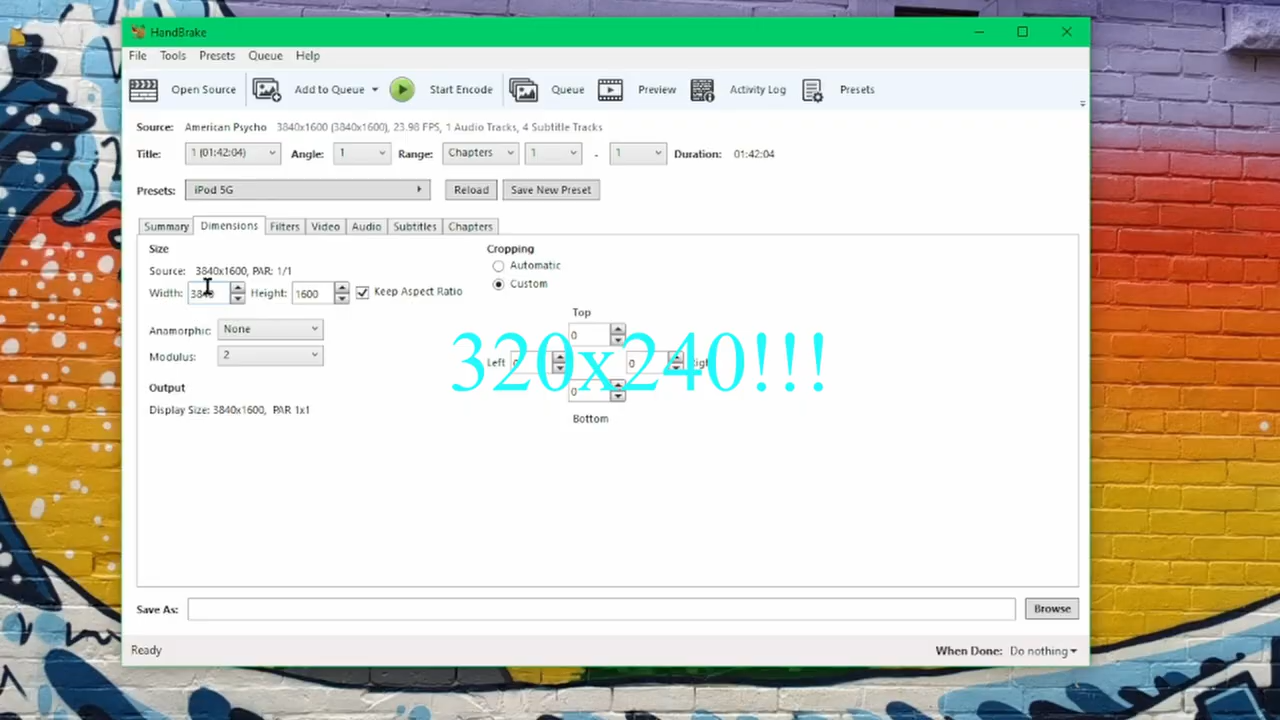 HandBrake
File Tools Presets Queue Help
Open Source Add to Queue Start Encode Queue Preview Activity Log Presets
Source: American Psycho 3840x1600 (3840x1600), 23.98 FPS, 1 Audio Tracks, 4 Subtitle Tracks
Title: 1 (01:42:04) Angle: 1 Range: Chapters 1 - 1 Duration: 01:42:04
Presets: iPod 5G Reload Save New Preset
Summary Dimensions Filters Video Audio Subtitles Chapters
Size
Source: 3840x1600, PAR: 1/1
Width: 3840 Height: 1600 Keep Aspect Ratio
Anamorphic: None
Modulus: 2
Output
Display Size: 3840x1600, PAR 1x1
Cropping
Automatic
Custom
Top
0
Left 0 0 Right
0
Bottom
320x240!!!
Save As: Browse
Ready When Done: Do nothing